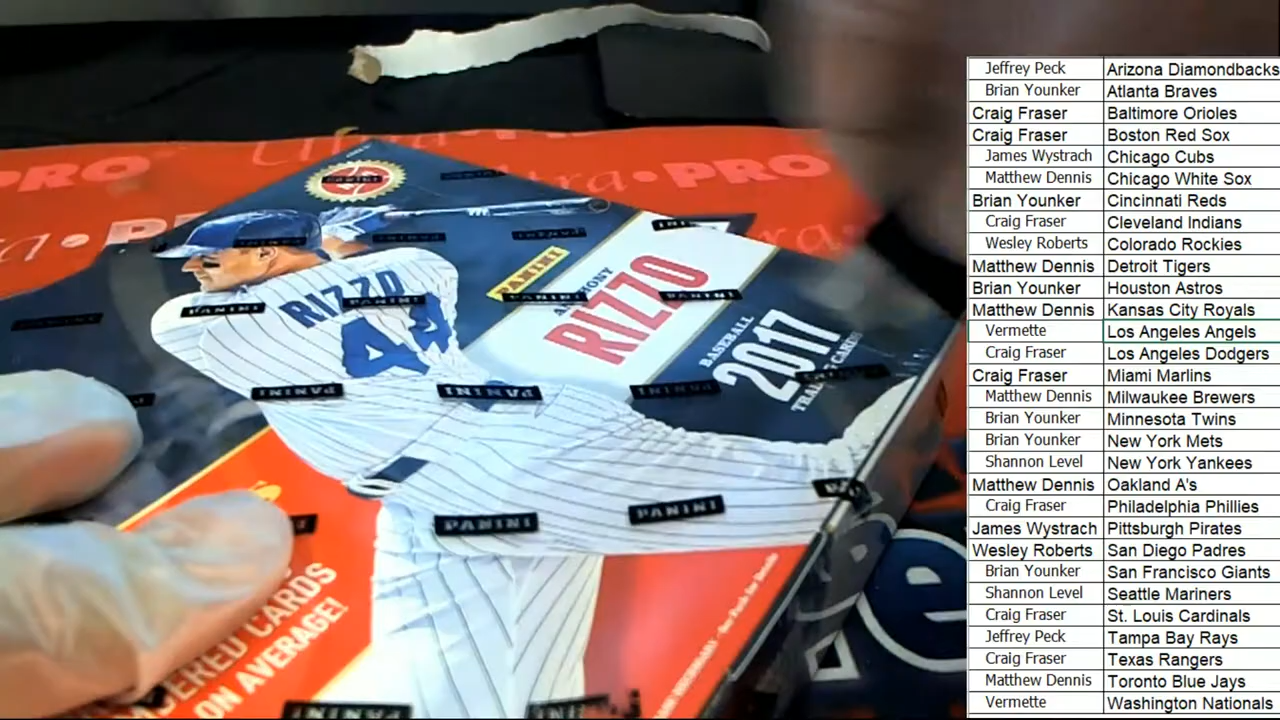 PRO
Ultra•PRO
PANINI
RIZZO
44
PANINI
ANTHONY
RIZZO
BASEBALL
2017
TRADING CARDS
CARDS
ON AVERAGE!
PANINI
PANINI
PANINI
PANINI
PANINI
Jeffrey Peck Arizona Diamondbacks
Brian Younker Atlanta Braves
Craig Fraser Baltimore Orioles
Craig Fraser Boston Red Sox
James Wystrach Chicago Cubs
Matthew Dennis Chicago White Sox
Brian Younker Cincinnati Reds
Craig Fraser Cleveland Indians
Wesley Roberts Colorado Rockies
Matthew Dennis Detroit Tigers
Brian Younker Houston Astros
Matthew Dennis Kansas City Royals
Vermette Los Angeles Angels
Craig Fraser Los Angeles Dodgers
Craig Fraser Miami Marlins
Matthew Dennis Milwaukee Brewers
Brian Younker Minnesota Twins
Brian Younker New York Mets
Shannon Level New York Yankees
Matthew Dennis Oakland A's
Craig Fraser Philadelphia Phillies
James Wystrach Pittsburgh Pirates
Wesley Roberts San Diego Padres
Brian Younker San Francisco Giants
Shannon Level Seattle Mariners
Craig Fraser St. Louis Cardinals
Jeffrey Peck Tampa Bay Rays
Craig Fraser Texas Rangers
Matthew Dennis Toronto Blue Jays
Vermette Washington Nationals